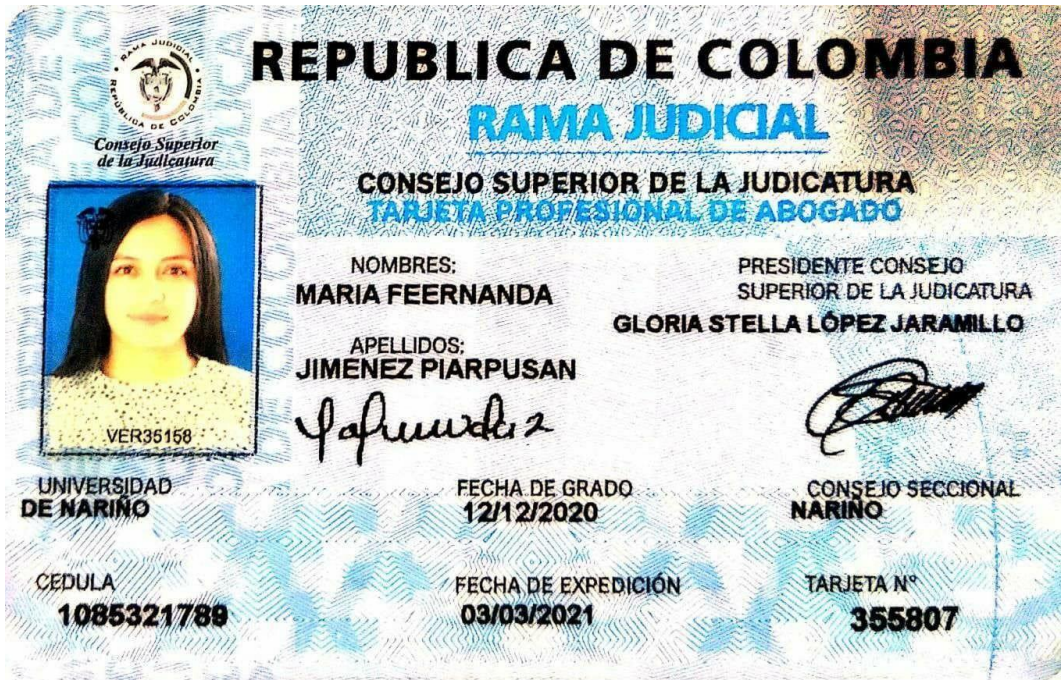 RAMA JUDICIAL
REPÚBLICA DE COLOMBIA
Consejo Superior
de la Judicatura
REPUBLICA DE COLOMBIA
RAMA JUDICIAL
CONSEJO SUPERIOR DE LA JUDICATURA
TARJETA PROFESIONAL DE ABOGADO
VER35158
NOMBRES:
MARIA FEERNANDA
APELLIDOS:
JIMENEZ PIARPUSAN
PRESIDENTE CONSEJO
SUPERIOR DE LA JUDICATURA
GLORIA STELLA LÓPEZ JARAMILLO
UNIVERSIDAD
DE NARIÑO
FECHA DE GRADO
12/12/2020
CONSEJO SECCIONAL
NARIÑO
CEDULA
1085321789
FECHA DE EXPEDICIÓN
03/03/2021
TARJETA N°
355807